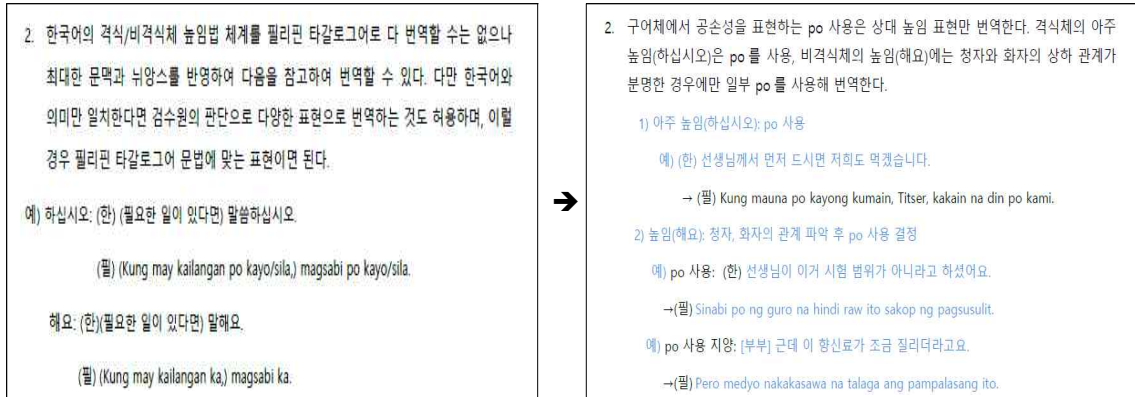 2. 한국어의 격식/비격식체 높임법 체계를 필리핀 타갈로그어로 다 번역할 수는 없으나
최대한 문맥과 뉘앙스를 반영하여 다음을 참고하여 번역할 수 있다. 다만 한국어와
의미만 일치한다면 검수원의 판단으로 다양한 표현으로 번역하는 것도 허용하며, 이럴
경우 필리핀 타갈로그어 문법에 맞는 표현이면 된다.
예) 하십시오: (한) (필요한 일이 있다면) 말씀하십시오.
(필) (Kung may kailangan po kayo/sila,) magsabi po kayo/sila.
해요: (한)(필요한 일이 있다면) 말해요.
(필) (Kung may kailangan ka,) magsabi ka.
➔
2. 구어체에서 공손성을 표현하는 po 사용은 상대 높임 표현만 번역한다. 격식체의 아주
높임(하십시오)은 po 를 사용, 비격식체의 높임(해요)에는 청자와 화자의 상하 관계가
분명한 경우에만 일부 po 를 사용해 번역한다.
1) 아주 높임(하십시오): po 사용
예) (한) 선생님께서 먼저 드시면 저희도 먹겠습니다.
→ (필) Kung mauna po kayong kumain, Titser, kakain na din po kami.
2) 높임(해요): 청자, 화자의 관계 파악 후 po 사용 결정
예) po 사용: (한) 선생님이 이거 시험 범위가 아니라고 하셨어요.
→(필) Sinabi po ng guro na hindi raw ito sakop ng pagsusulit.
예) po 사용 지양: [부부] 근데 이 향신료가 조금 질리더라고요.
→(필) Pero medyo nakakasawa na talaga ang pampalasang ito.